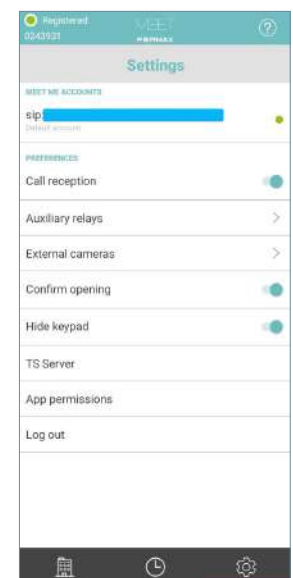 Registered
0243931
MEET
FERMAX
Settings
MEET ME ACCOUNTS
sip:
Default account
PREFERENCES
Call reception
Auxiliary relays
External cameras
Confirm opening
Hide keypad
TS Server
App permissions
Log out